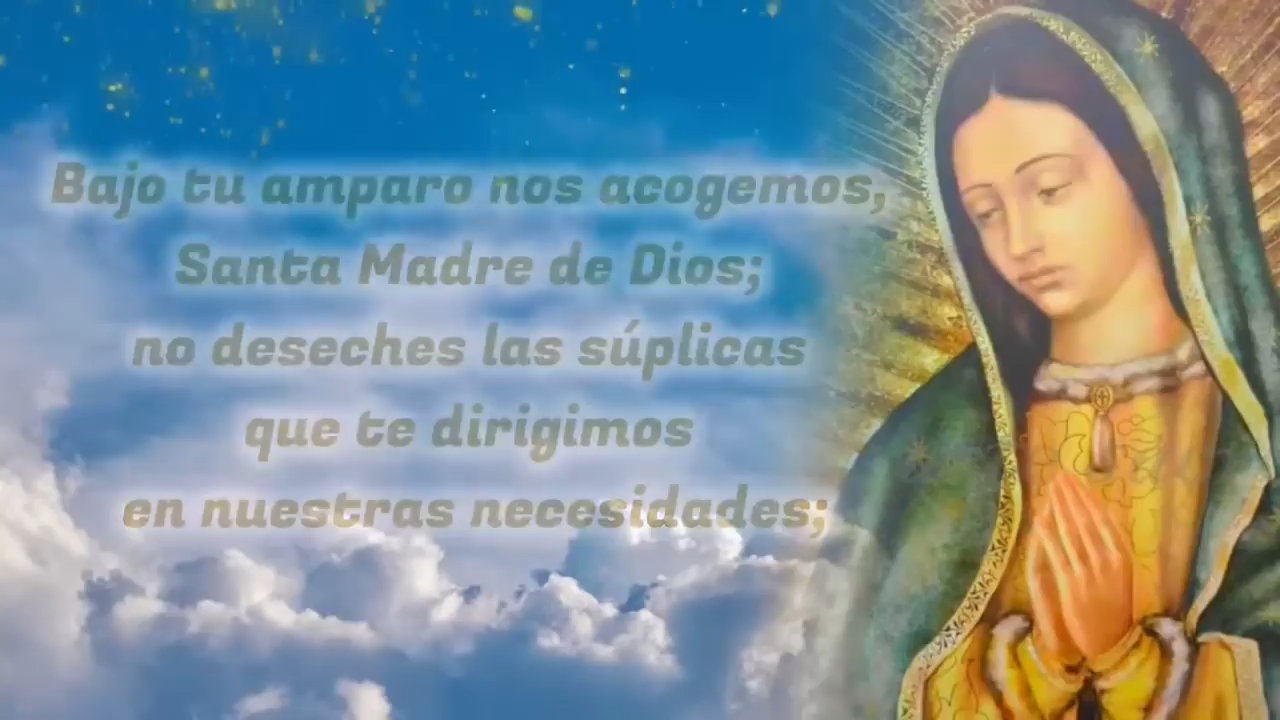 Bajo tu amparo nos acogemos,
Santa Madre de Dios;
no deseches las súplicas
que te dirigimos
en nuestras necesidades;